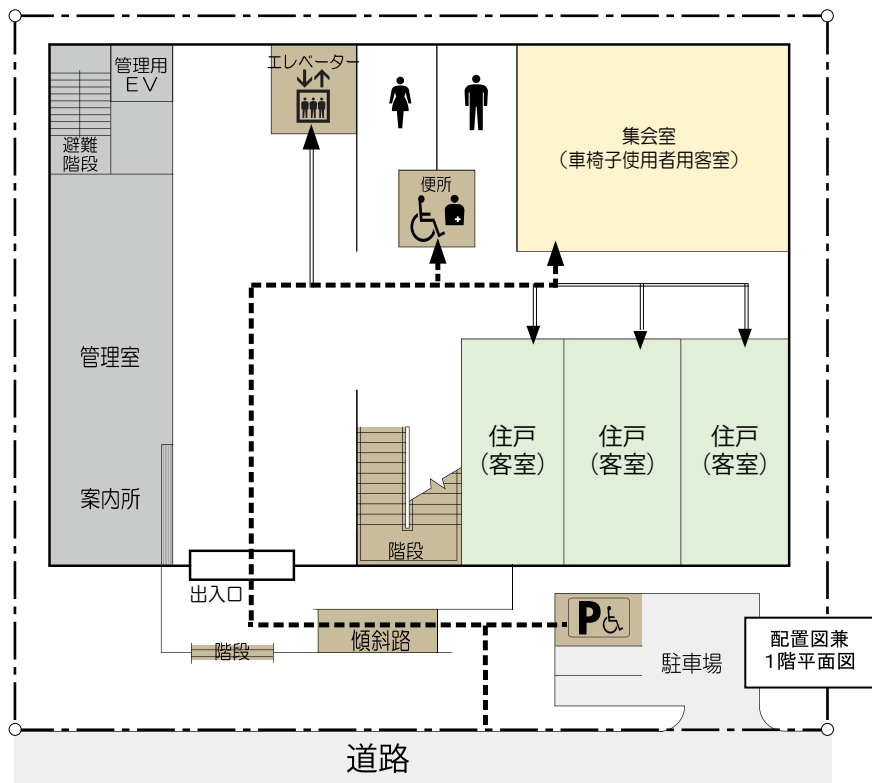 管理用
EV
エレベーター
避難
階段
便所
集会室
(車椅子使用者用客室)
管理室
案内所
住戸
(客室)
住戸
(客室)
住戸
(客室)
階段
出入口
階段
傾斜路
P
駐車場
配置図兼
1階平面図
道路